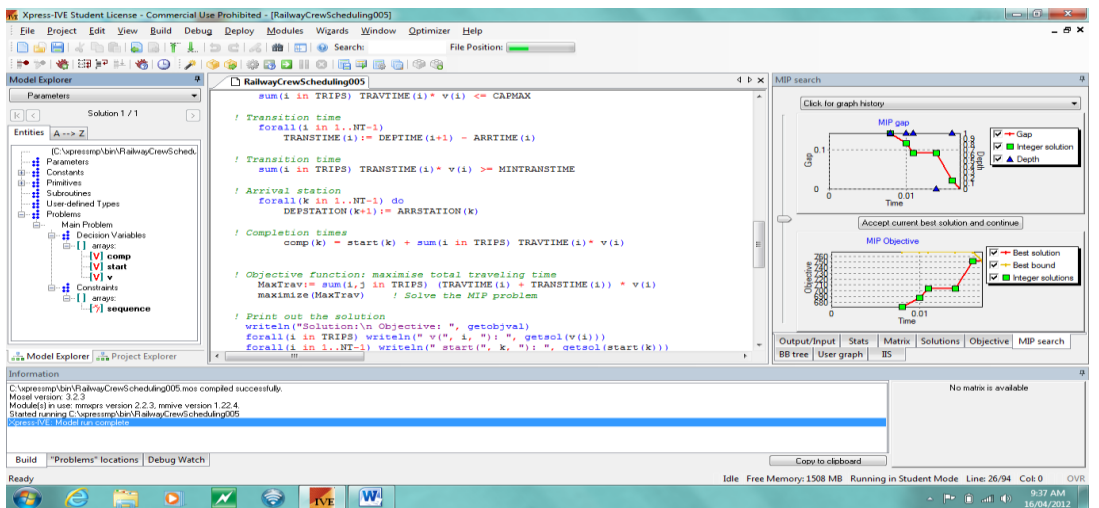 Xpress-IVE Student License - Commercial Use Prohibited - [RailwayCrewScheduling005]
File Project Edit View Build Debug Deploy Modules Wizards Window Optimizer Help
Search: File Position:
Model Explorer
Parameters
Solution 1 / 1
Entities A --> Z
(C:\xpressmp\bin\RailwayCrewSchedu
Parameters
Constants
Primitives
Subroutines
User-defined Types
Problems
Main Problem
Decision Variables
[ ] arrays:
[V] comp
[V] start
[V] v
Constraints
[ ] arrays:
sequence
Model Explorer Project Explorer
RailwayCrewScheduling005
sum(i in TRIPS) TRAVTIME(i)* v(i) <= CAPMAX
! Transition time
forall(i in 1..NT-1)
TRANSTIME(i):= DEPTIME(i+1) - ARRTIME(i)
! Transition time
sum(i in TRIPS) TRANSTIME(i)* v(i) >= MINTRANSTIME
! Arrival station
forall(k in 1..NT-1) do
DEPSTATION(k+1):= ARRSTATION(k)
! Completion times
comp(k) = start(k) + sum(i in TRIPS) TRAVTIME(i)* v(i)
! Objective function: maximise total traveling time
MaxTrav:= sum(i,j in TRIPS) (TRAVTIME(i) + TRANSTIME(i)) * v(i)
maximize(MaxTrav) ! Solve the MIP problem
! Print out the solution
writeln("Solution:\n Objective: ", getobjval)
forall(i in TRIPS) writeln(" v(", i, "): ", getsol(v(i)))
forall(i in 1..NT-1) writeln(" start(", k, "): ", getsol(start(k)))
MIP search
Click for graph history
MIP gap
Gap
0.1
0
0 0.01
Time
Depth
Gap
Integer solution
Depth
Accept current best solution and continue
MIP Objective
Objective
0 0.01
Time
Best solution
Best bound
Integer solutions
Output/Input Stats Matrix Solutions Objective MIP search
BB tree User graph IIS
Information
C:\xpressmp\bin\RailwayCrewScheduling005.mos compiled successfully.
Mosel version: 3.2.3
Module(s) in use: mmxprs version 2.2.3, mmive version 1.22.4.
Started running C:\xpressmp\bin\RailwayCrewScheduling005
Xpress-IVE: Model run complete
No matrix is available
Build "Problems" locations Debug Watch
Copy to clipboard
Ready
Idle Free Memory: 1508 MB Running in Student Mode Line: 26/94 Col: 0 OVR
IVE
W
9:37 AM
16/04/2012